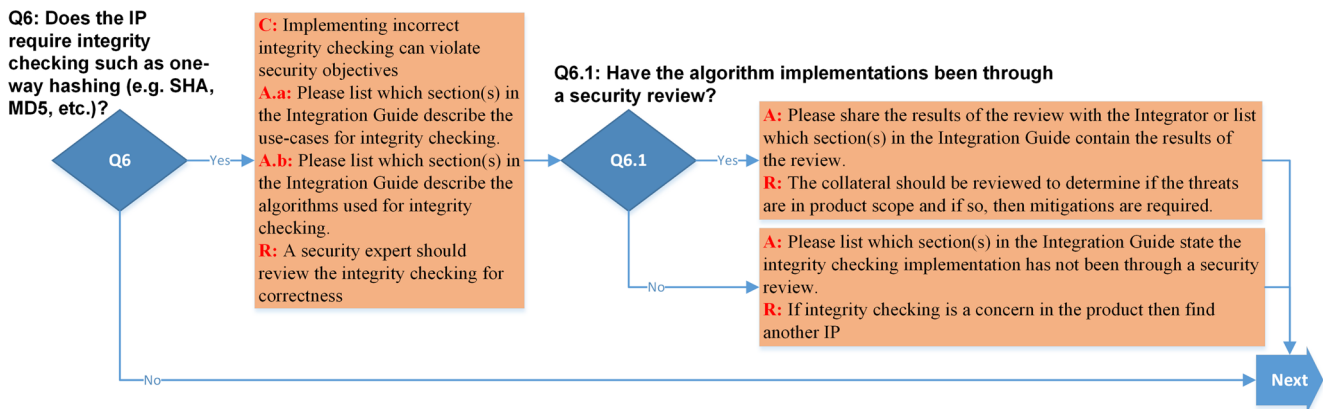 Q6: Does the IP
require integrity
checking such as one-
way hashing (e.g. SHA,
MD5, etc.)?
Q6
Yes
C: Implementing incorrect
integrity checking can violate
security objectives
A.a: Please list which section(s) in
the Integration Guide describe the
use-cases for integrity checking.
A.b: Please list which section(s) in
the Integration Guide describe the
algorithms used for integrity
checking.
R: A security expert should
review the integrity checking for
correctness
Q6.1: Have the algorithm implementations been through
a security review?
Q6.1
Yes
A: Please share the results of the review with the Integrator or list
which section(s) in the Integration Guide contain the results of
the review.
R: The collateral should be reviewed to determine if the threats
are in product scope and if so, then mitigations are required.
No
A: Please list which section(s) in the Integration Guide state the
integrity checking implementation has not been through a security
review.
R: If integrity checking is a concern in the product then find
another IP
No
Next